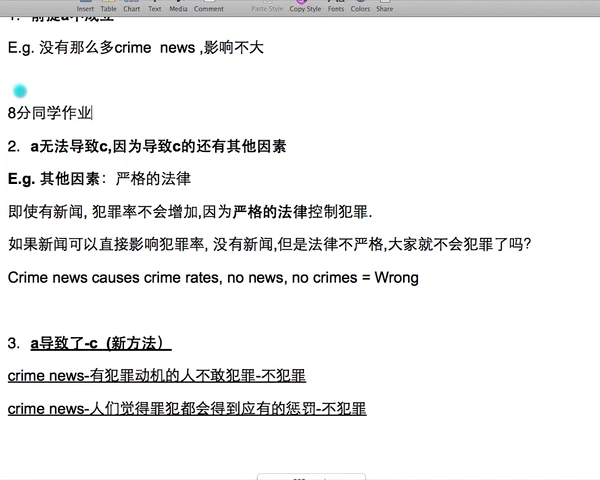 Insert Table Chart Text Media Comment Paste Style Copy Style Fonts Colors Share
1. 前提a不成立
E.g. 没有那么多crime news ,影响不大
8分同学作业
2. a无法导致c,因为导致c的还有其他因素
E.g. 其他因素：严格的法律
即使有新闻, 犯罪率不会增加,因为严格的法律控制犯罪.
如果新闻可以直接影响犯罪率, 没有新闻,但是法律不严格,大家就不会犯罪了吗?
Crime news causes crime rates, no news, no crimes = Wrong
3. a导致了-c (新方法）
crime news-有犯罪动机的人不敢犯罪-不犯罪
crime news-人们觉得罪犯都会得到应有的惩罚-不犯罪